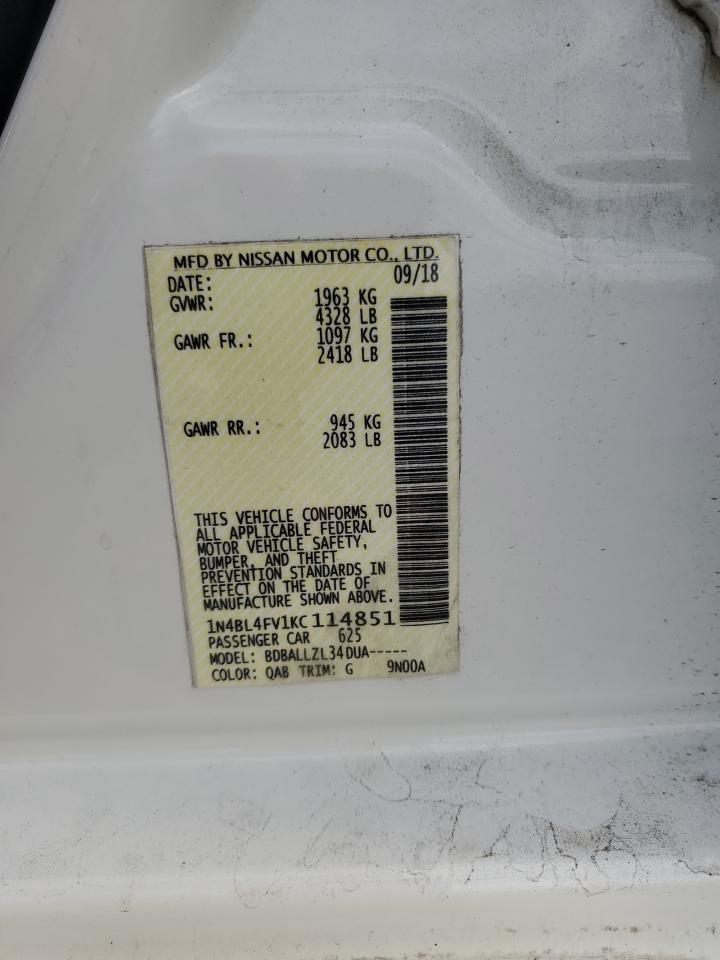 MFD BY NISSAN MOTOR CO., LTD.
DATE: 09/18
GVWR: 1963 KG
4328 LB
GAWR FR.: 1097 KG
2418 LB
GAWR RR.: 945 KG
2083 LB
THIS VEHICLE CONFORMS TO
ALL APPLICABLE FEDERAL
MOTOR VEHICLE SAFETY,
BUMPER, AND THEFT
PREVENTION STANDARDS IN
EFFECT ON THE DATE OF
MANUFACTURE SHOWN ABOVE.
1N4BL4FV1KC114851
PASSENGER CAR 625
MODEL: BDBALLZL34DUA-----
COLOR: QAB TRIM: G 9N00A